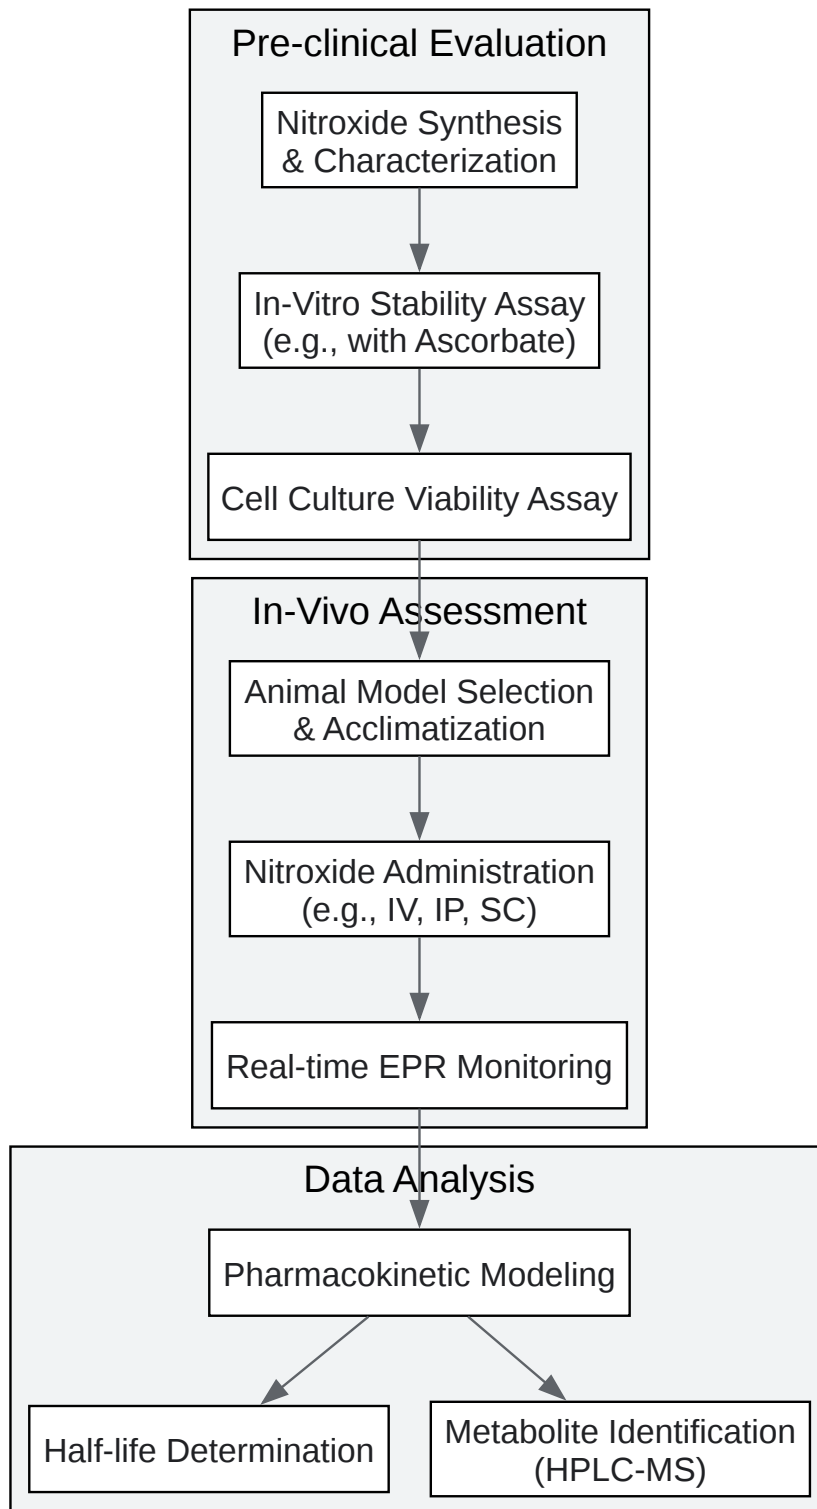 Pre-clinical Evaluation
Nitroxide Synthesis
& Characterization
In-Vitro Stability Assay
(e.g., with Ascorbate)
Cell Culture Viability Assay
In-Vivo Assessment
Animal Model Selection
& Acclimatization
Nitroxide Administration
(e.g., IV, IP, SC)
Real-time EPR Monitoring
Data Analysis
Pharmacokinetic Modeling
Half-life Determination
Metabolite Identification
(HPLC-MS)